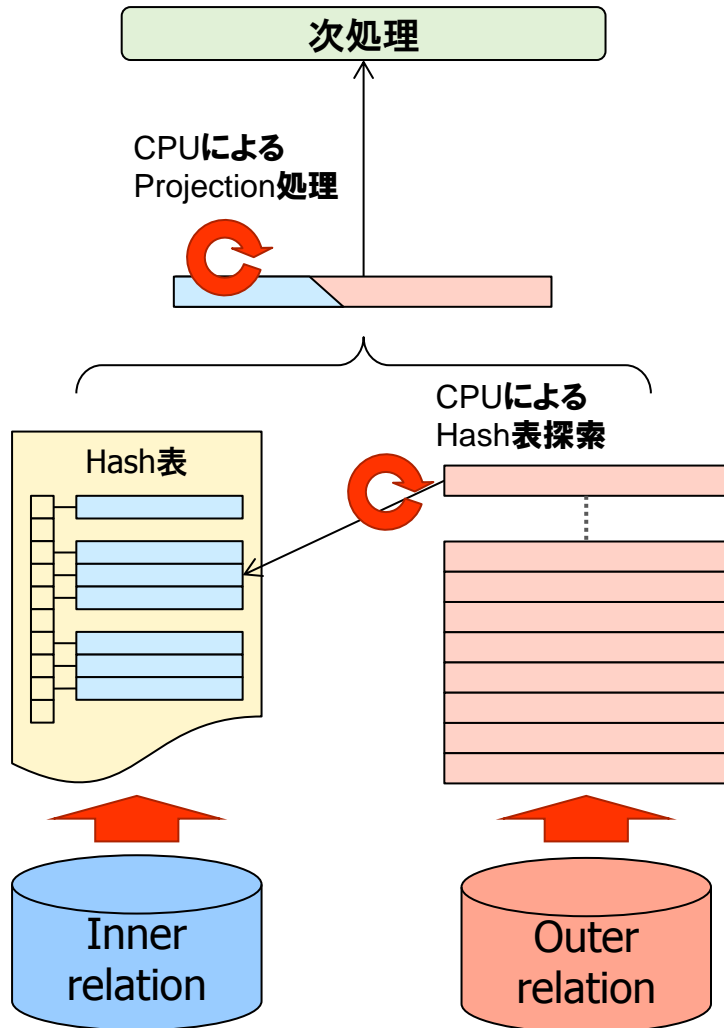 次処理
CPUによる
Projection処理
CPUによる
Hash表探索
Hash表
Inner
relation
Outer
relation